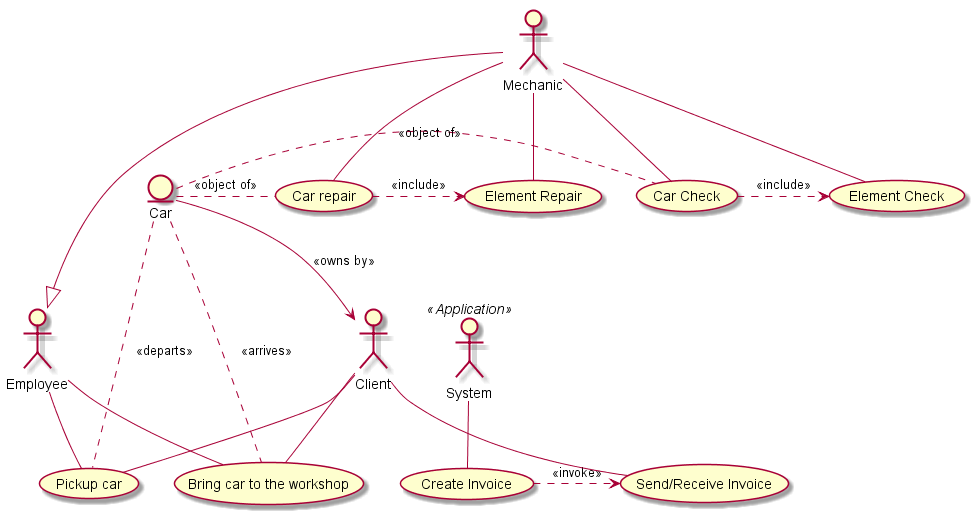 Mechanic
«object of»
«object of»
Car repair
«include»
Element Repair
Car Check
«include»
Element Check
Car
«owns by»
«Application»
«departs»
«arrives»
Employee
Client
System
Pickup car
Bring car to the workshop
Create Invoice
«invoke»
Send/Receive Invoice